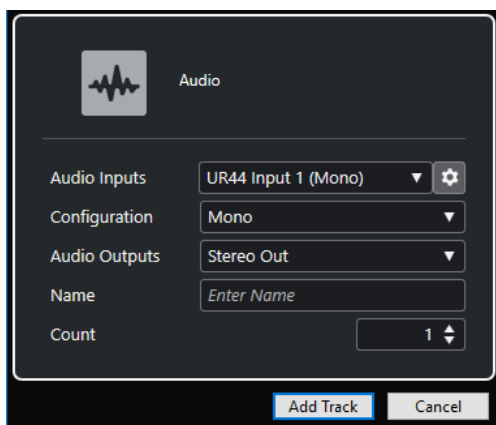 Audio
Audio Inputs UR44 Input 1 (Mono)
Configuration Mono
Audio Outputs Stereo Out
Name Enter Name
Count 1
Add Track Cancel